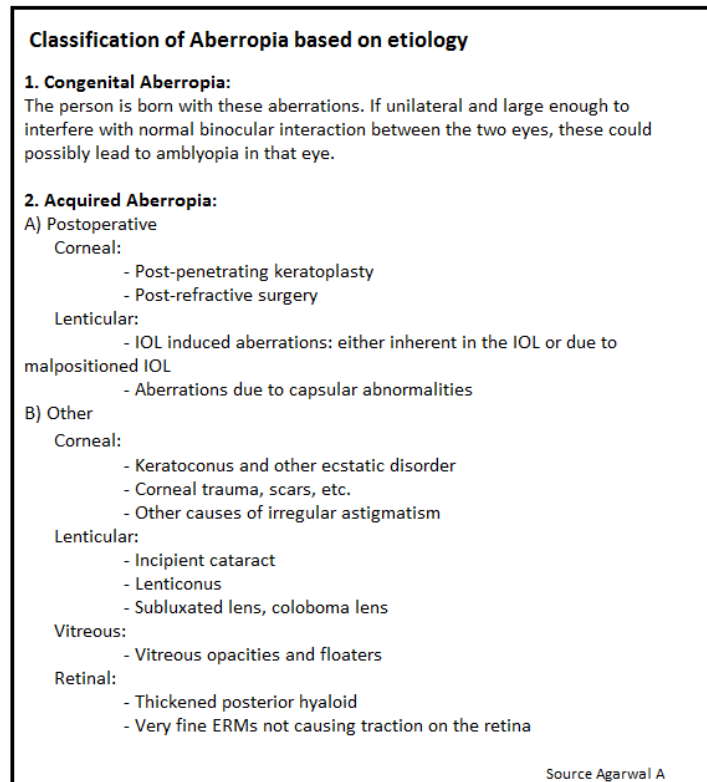 Classification of Aberropia based on etiology
1. Congenital Aberropia:
The person is born with these aberrations. If unilateral and large enough to
interfere with normal binocular interaction between the two eyes, these could
possibly lead to amblyopia in that eye.
2. Acquired Aberropia:
A) Postoperative
Corneal:
- Post-penetrating keratoplasty
- Post-refractive surgery
Lenticular:
- IOL induced aberrations: either inherent in the IOL or due to
malpositioned IOL
- Aberrations due to capsular abnormalities
B) Other
Corneal:
- Keratoconus and other ecstatic disorder
- Corneal trauma, scars, etc.
- Other causes of irregular astigmatism
Lenticular:
- Incipient cataract
- Lenticonus
- Subluxated lens, coloboma lens
Vitreous:
- Vitreous opacities and floaters
Retinal:
- Thickened posterior hyaloid
- Very fine ERMs not causing traction on the retina
Source Agarwal A